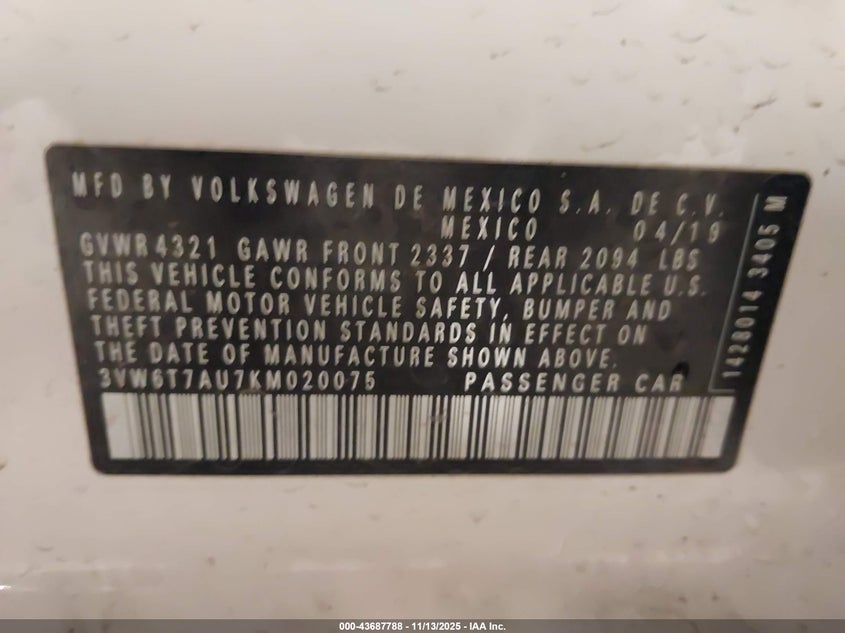 MFD BY VOLKSWAGEN DE MEXICO S.A. DE C.V.
MEXICO 04/19
GVWR 4321 GAWR FRONT 2337 / REAR 2094 LBS
THIS VEHICLE CONFORMS TO ALL APPLICABLE U.S.
FEDERAL MOTOR VEHICLE SAFETY, BUMPER AND
THEFT PREVENTION STANDARDS IN EFFECT ON
THE DATE OF MANUFACTURE SHOWN ABOVE.
3VW6T7AU7KM020075 PASSENGER CAR
1428014 3405 M
000-43687788 - 11/13/2025 - IAA Inc.